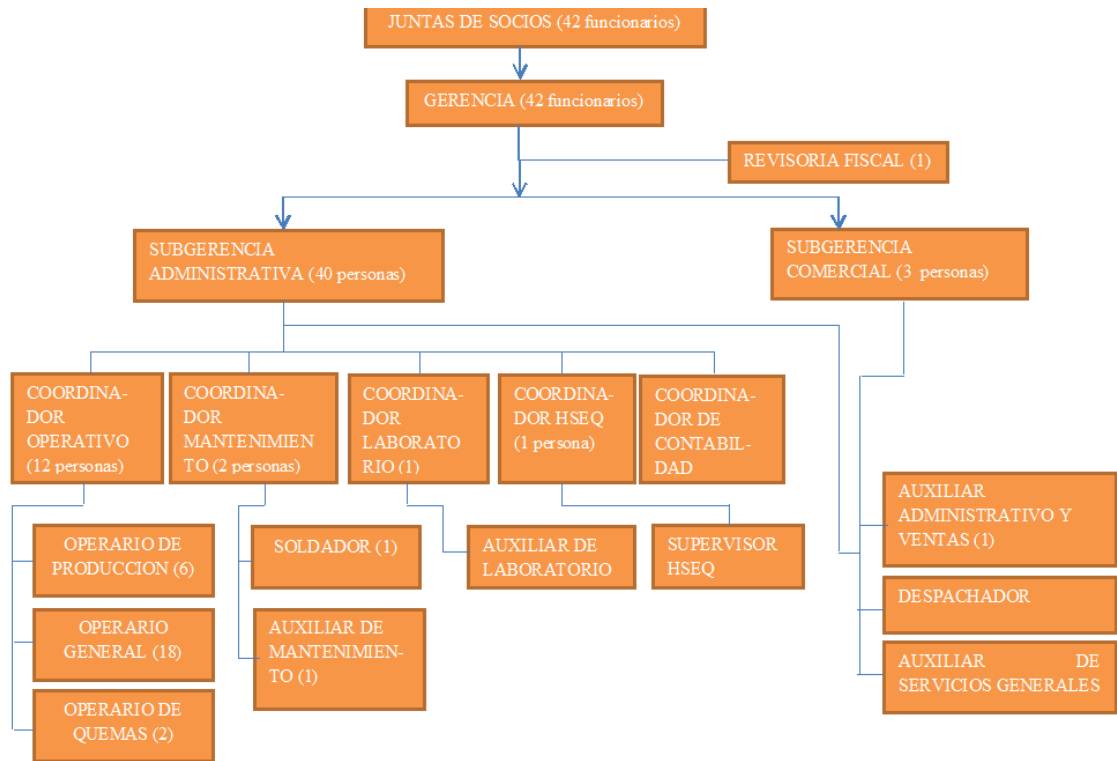 JUNTAS DE SOCIOS (42 funcionarios)
GERENCIA (42 funcionarios)
REVISORIA FISCAL (1)
SUBGERENCIA
ADMINISTRATIVA (40 personas)
SUBGERENCIA
COMERCIAL (3 personas)
COORDINA-
DOR
OPERATIVO
(12 personas)
COORDINA-
DOR
MANTENIMIEN
TO (2 personas)
COORDINA-
DOR
LABORATO
RIO (1)
COORDINA-
DOR HSEQ
(1 persona)
COORDINA-
DOR DE
CONTABIL-
DAD
OPERARIO DE
PRODUCCION (6)
OPERARIO
GENERAL (18)
OPERARIO DE
QUEMAS (2)
SOLDADOR (1)
AUXILIAR DE
MANTENIMIEN-
TO (1)
AUXILIAR DE
LABORATORIO
SUPERVISOR
HSEQ
AUXILIAR
ADMINISTRATIVO Y
VENTAS (1)
DESPACHADOR
AUXILIAR DE
SERVICIOS GENERALES